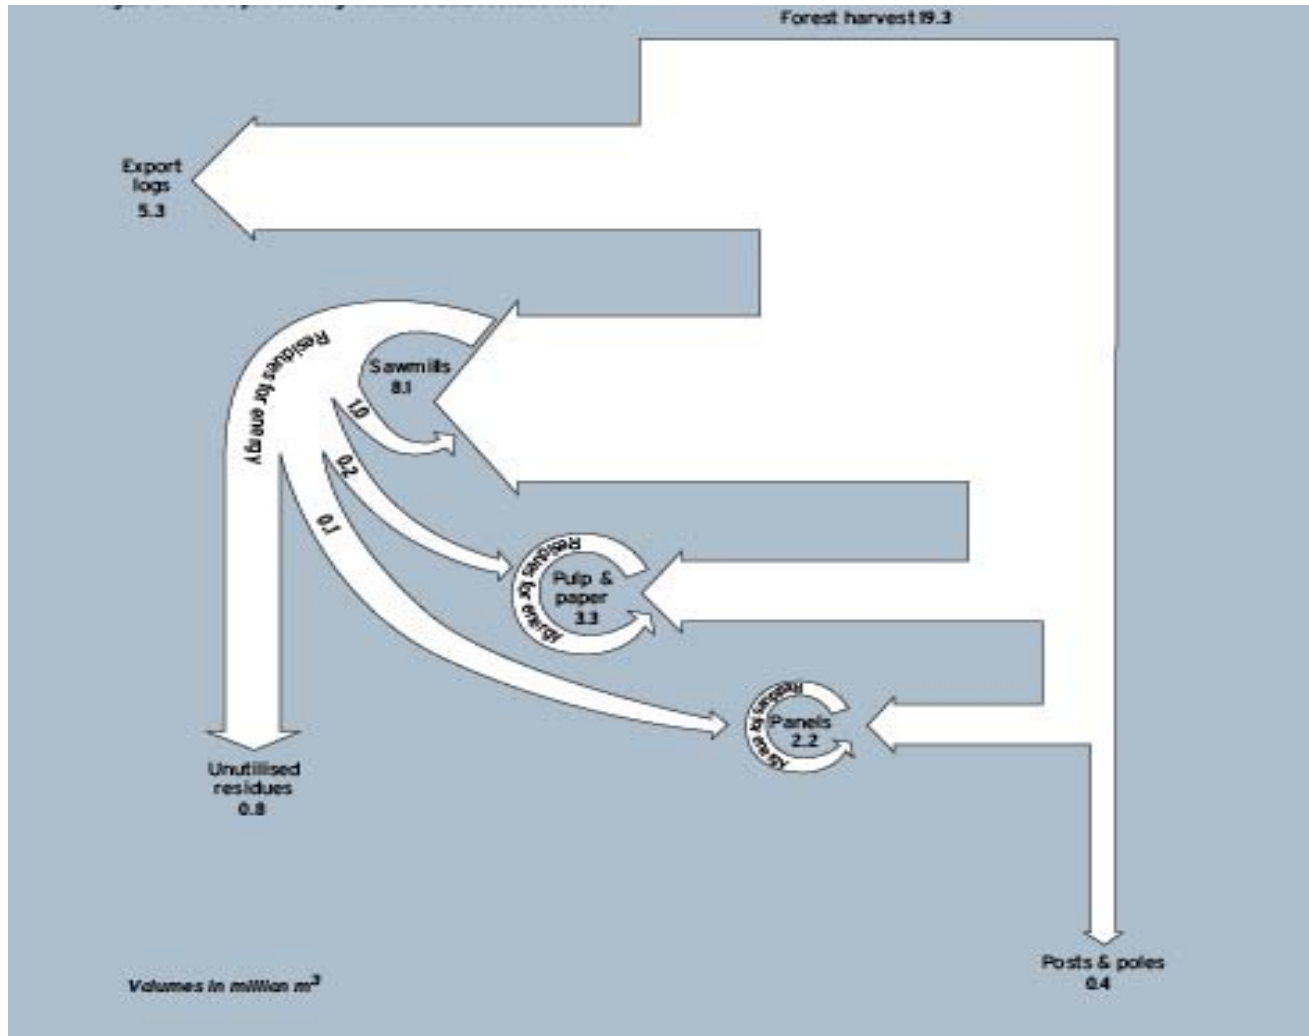 Forest harvest 19.3
Export
logs
5.3
Residues for energy
Sawmills
8.1
1.0
0.2
0.1
Residues for energy
Pulp &
paper
3.3
Residues for energy
Panels
2.2
Unutilised
residues
0.8
Posts & poles
0.4
Volumes in million m³